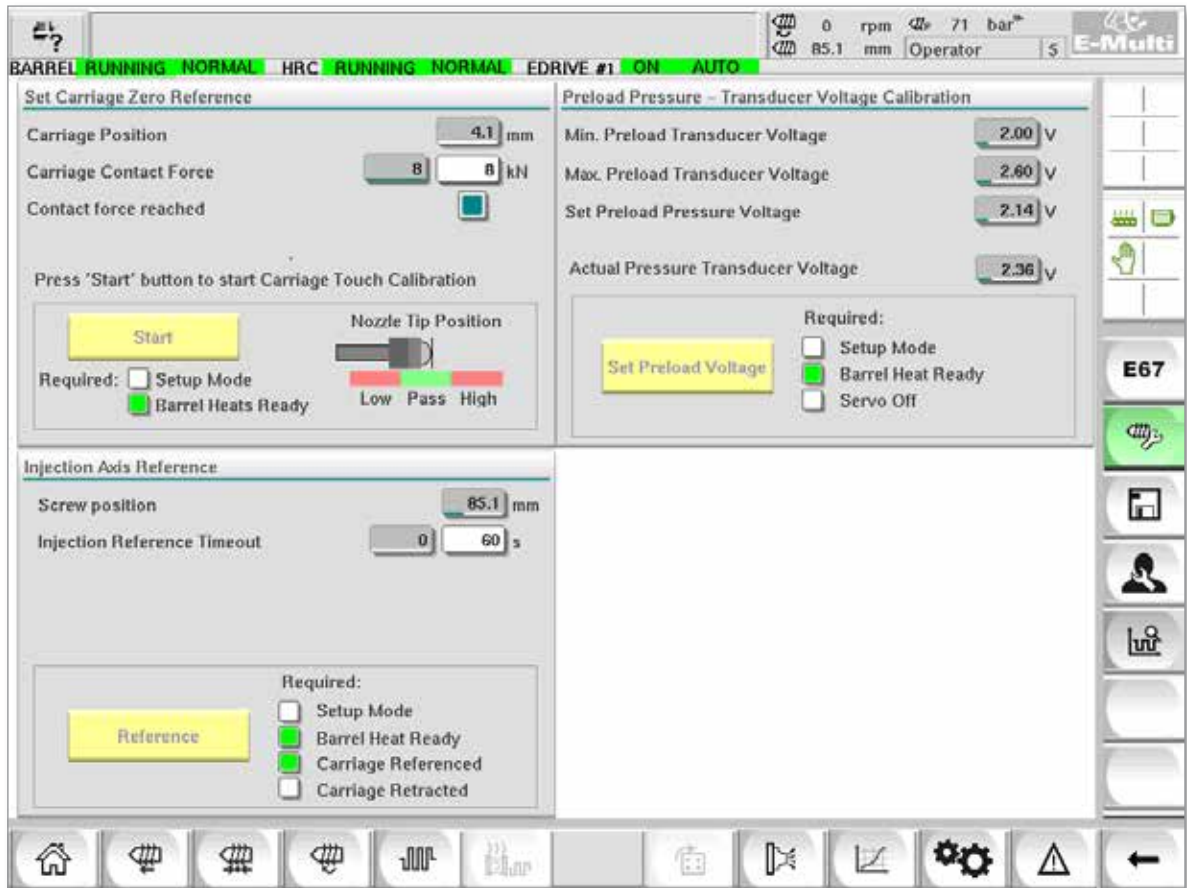 0 rpm 71 bar
85.1 mm Operator 5
E-Multi
BARREL RUNNING NORMAL HRC RUNNING NORMAL EDRIVE #1 ON AUTO
Set Carriage Zero Reference
Carriage Position 4.1 mm
Carriage Contact Force 8 8 kN
Contact force reached
Press 'Start' button to start Carriage Touch Calibration
Start
Nozzle Tip Position
Required: Setup Mode
Barrel Heats Ready
Low Pass High
Preload Pressure - Transducer Voltage Calibration
Min. Preload Transducer Voltage 2.00 V
Max. Preload Transducer Voltage 2.60 V
Set Preload Pressure Voltage 2.14 V
Actual Pressure Transducer Voltage 2.36 V
Required:
Set Preload Voltage
Setup Mode
Barrel Heat Ready
Servo Off
Injection Axis Reference
Screw position 85.1 mm
Injection Reference Timeout 0 60 s
Required:
Reference
Setup Mode
Barrel Heat Ready
Carriage Referenced
Carriage Retracted
E67